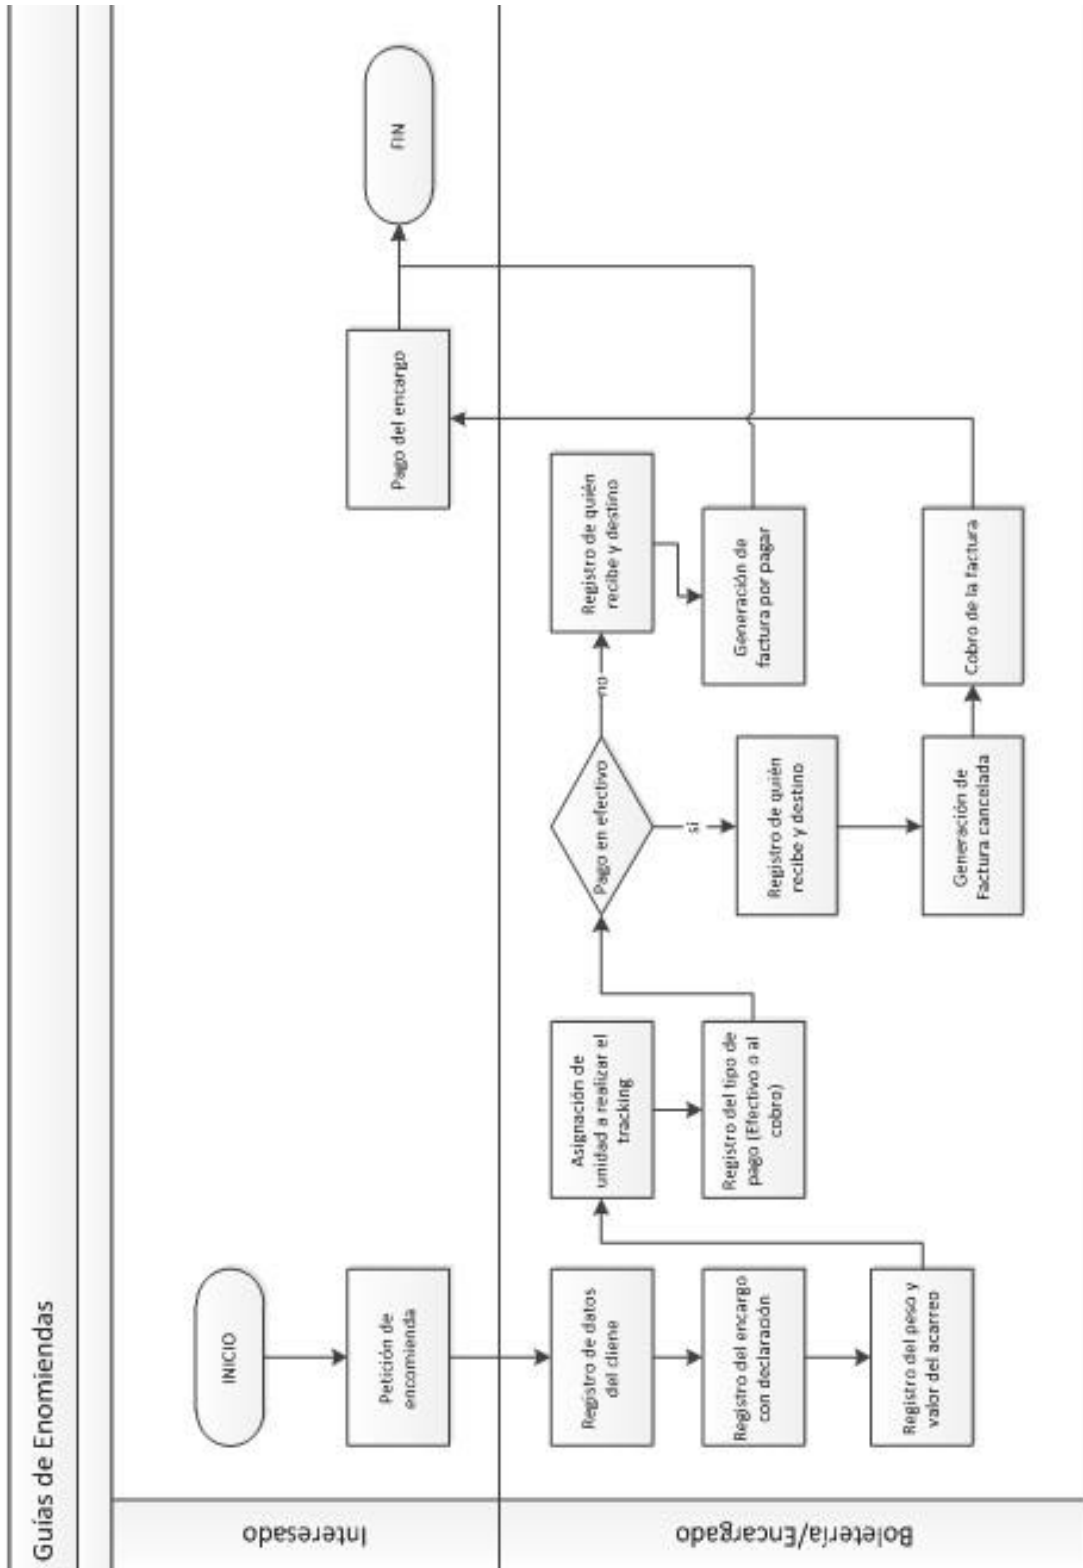 Guías de Enomiendas
Interesado
INICIO
Petición de
encomienda
Pago del encargo
FIN
Boletería/Encargado
Registro de datos
del cliene
Registro del encargo
con declaración
Registro del peso y
valor del acarreo
Asignación de
unidad a realizar el
tracking
Registro del tipo de
pago (Efectivo o al
cobro)
Pago en efectivo
no
si
Registro de quién
recibe y destino
Generación de
factura por pagar
Registro de quién
recibe y destino
Generación de
Factura cancelada
Cobro de la factura